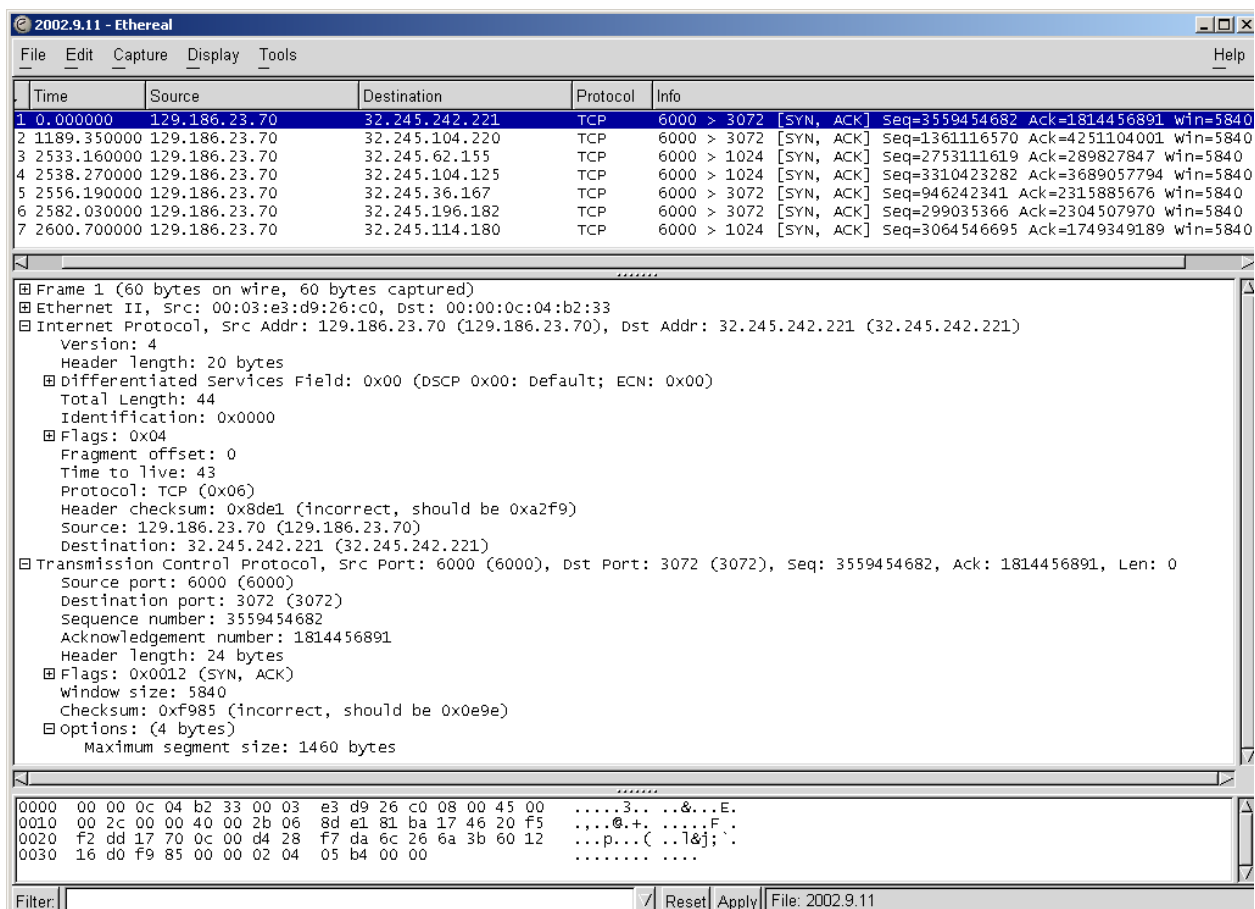 2002.9.11 - Ethereal
File Edit Capture Display Tools Help
. Time Source Destination Protocol Info
1 0.000000 129.186.23.70 32.245.242.221 TCP 6000 > 3072 [SYN, ACK] Seq=3559454682 Ack=1814456891 Win=5840
2 1189.350000 129.186.23.70 32.245.104.220 TCP 6000 > 3072 [SYN, ACK] Seq=1361116570 Ack=4251104001 Win=5840
3 2533.160000 129.186.23.70 32.245.62.155 TCP 6000 > 1024 [SYN, ACK] Seq=2753111619 Ack=289827847 Win=5840
4 2538.270000 129.186.23.70 32.245.104.125 TCP 6000 > 1024 [SYN, ACK] Seq=3310423282 Ack=3689057794 Win=5840
5 2556.190000 129.186.23.70 32.245.36.167 TCP 6000 > 3072 [SYN, ACK] Seq=946242341 Ack=2315885676 Win=5840
6 2582.030000 129.186.23.70 32.245.196.182 TCP 6000 > 3072 [SYN, ACK] Seq=299035366 Ack=2304507970 Win=5840
7 2600.700000 129.186.23.70 32.245.114.180 TCP 6000 > 1024 [SYN, ACK] Seq=3064546695 Ack=1749349189 Win=5840
Frame 1 (60 bytes on wire, 60 bytes captured)
Ethernet II, Src: 00:03:e3:d9:26:c0, Dst: 00:00:0c:04:b2:33
Internet Protocol, Src Addr: 129.186.23.70 (129.186.23.70), Dst Addr: 32.245.242.221 (32.245.242.221)
Version: 4
Header length: 20 bytes
Differentiated Services Field: 0x00 (DSCP 0x00: Default; ECN: 0x00)
Total Length: 44
Identification: 0x0000
Flags: 0x04
Fragment offset: 0
Time to live: 43
Protocol: TCP (0x06)
Header checksum: 0x8de1 (incorrect, should be 0xa2f9)
Source: 129.186.23.70 (129.186.23.70)
Destination: 32.245.242.221 (32.245.242.221)
Transmission Control Protocol, Src Port: 6000 (6000), Dst Port: 3072 (3072), Seq: 3559454682, Ack: 1814456891, Len: 0
Source port: 6000 (6000)
Destination port: 3072 (3072)
Sequence number: 3559454682
Acknowledgement number: 1814456891
Header length: 24 bytes
Flags: 0x0012 (SYN, ACK)
Window size: 5840
Checksum: 0xf985 (incorrect, should be 0x0e9e)
Options: (4 bytes)
Maximum segment size: 1460 bytes
0000 00 00 0c 04 b2 33 00 03 e3 d9 26 c0 08 00 45 00 .....3.. ..&...E.
0010 00 2c 00 00 40 00 2b 06 8d e1 81 ba 17 46 20 f5 .,..@.+. .....F .
0020 f2 dd 17 70 0c 00 d4 28 f7 da 6c 26 6a 3b 60 12 ...p...( ..l&j;`.
0030 16 d0 f9 85 00 00 02 04 05 b4 00 00 ........ ....
Filter: Reset Apply File: 2002.9.11